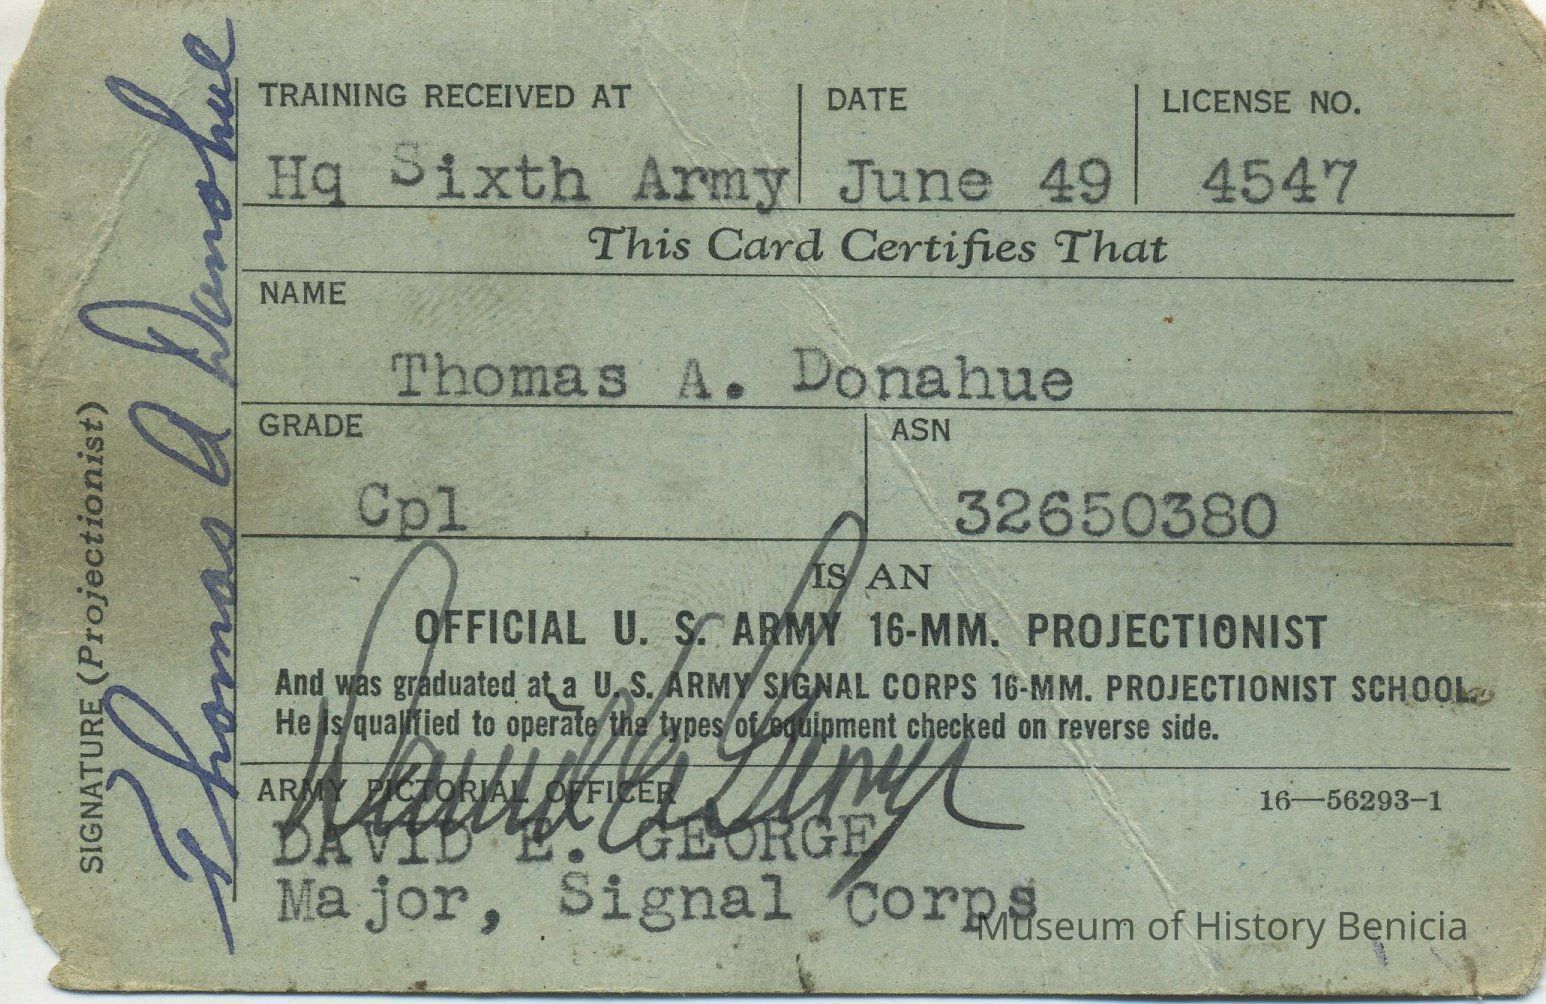 TRAINING RECEIVED AT DATE LICENSE NO.
Hq Sixth Army June 49 4547
This Card Certifies That
NAME
Thomas A. Donahue
GRADE ASN
Cpl 32650380
IS AN
OFFICIAL U. S. ARMY 16-MM. PROJECTIONIST
And was graduated at a U. S. ARMY SIGNAL CORPS 16-MM. PROJECTIONIST SCHOOL.
He is qualified to operate the types of equipment checked on reverse side.
David E. George
ARMY PICTORIAL OFFICER 16—56293-1
DAVID E. GEORGE
Major, Signal Corps
SIGNATURE (Projectionist)
Thomas A Donahue
Museum of History Benicia